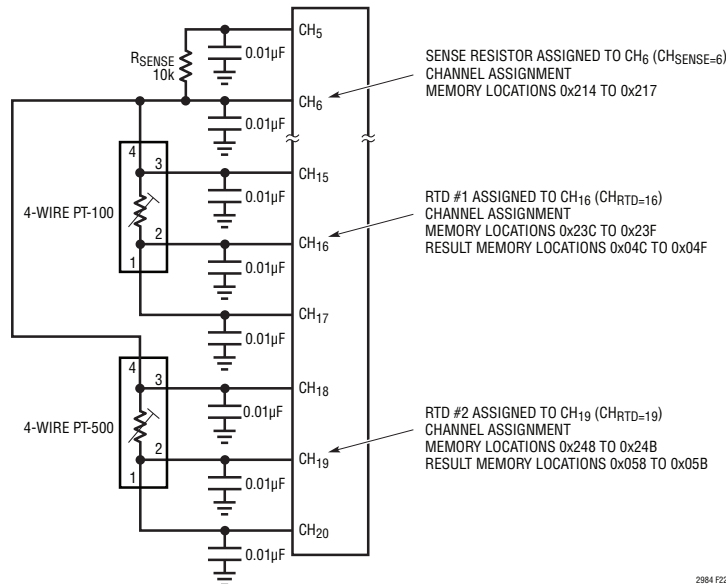 CH5
0.01µF
RSENSE
10k
SENSE RESISTOR ASSIGNED TO CH6 (CHSENSE=6)
CHANNEL ASSIGNMENT
MEMORY LOCATIONS 0x214 TO 0x217
CH6
0.01µF
4
3
CH15
0.01µF
4-WIRE PT-100
RTD #1 ASSIGNED TO CH16 (CHRTD=16)
CHANNEL ASSIGNMENT
MEMORY LOCATIONS 0x23C TO 0x23F
RESULT MEMORY LOCATIONS 0x04C TO 0x04F
2
CH16
1
0.01µF
CH17
0.01µF
4
3
CH18
0.01µF
4-WIRE PT-500
RTD #2 ASSIGNED TO CH19 (CHRTD=19)
CHANNEL ASSIGNMENT
MEMORY LOCATIONS 0x248 TO 0x24B
RESULT MEMORY LOCATIONS 0x058 TO 0x05B
2
CH19
1
0.01µF
CH20
0.01µF
2984 F22